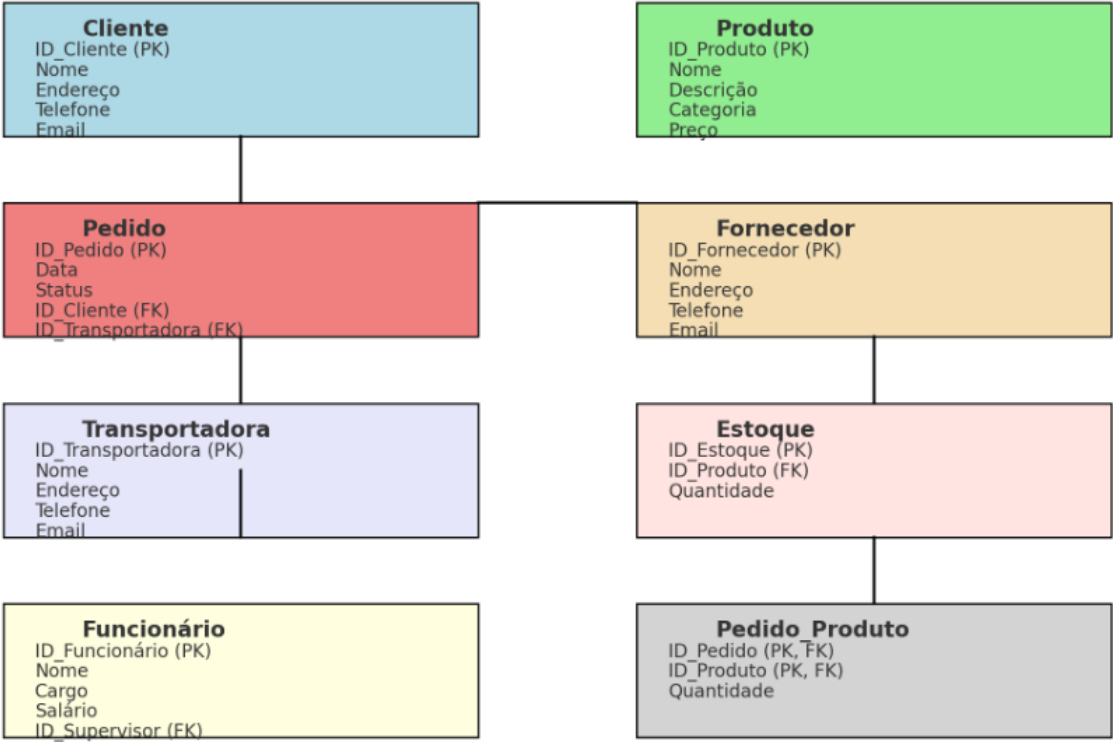 Cliente
ID_Cliente (PK)
Nome
Endereço
Telefone
Email
Produto
ID_Produto (PK)
Nome
Descrição
Categoria
Preço
Pedido
ID_Pedido (PK)
Data
Status
ID_Cliente (FK)
ID_Transportadora (FK)
Fornecedor
ID_Fornecedor (PK)
Nome
Endereço
Telefone
Email
Transportadora
ID_Transportadora (PK)
Nome
Endereço
Telefone
Email
Estoque
ID_Estoque (PK)
ID_Produto (FK)
Quantidade
Funcionário
ID_Funcionário (PK)
Nome
Cargo
Salário
ID_Supervisor (FK)
Pedido_Produto
ID_Pedido (PK, FK)
ID_Produto (PK, FK)
Quantidade